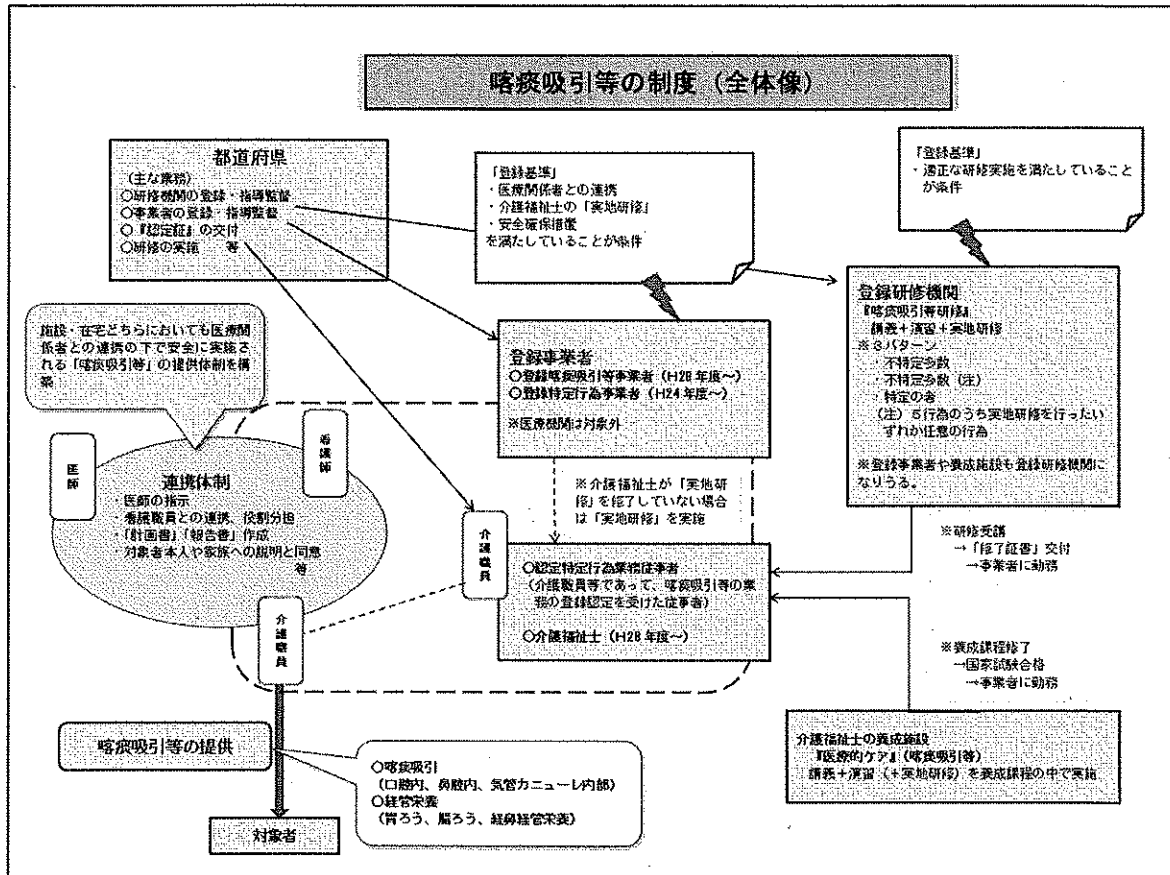 喀痰吸引等の制度(全体像)
都道府県
(主な業務)
○研修機関の登録・指導監督
○事業者の登録・指導監督
○『認定証』の交付
○研修の実施 等
「登録基準」
・医療関係者との連携
・介護福祉士の「実地研修」
・安全確保措置
を満たしていることが条件
「登録基準」
・適正な研修実施を満たしていること
が条件
施設・在宅どちらにおいても医療関
係者との連携の下で安全に実施さ
れる「喀痰吸引等」の提供体制を構
築
登録事業者
○登録喀痰吸引等事業者(H28年度~)
○登録特定行為事業者(H24年度~)
※医療機関は対象外
登録研修機関
『喀痰吸引等研修』
講義+演習+実地研修
※3パターン
・不特定多数
・不特定多数(注)
・特定の者
(注)5行為のうち実地研修を行ったい
ずれか任意の行為
※登録事業者や養成施設も登録研修機関に
なりうる。
医師
看護師
連携体制
・医師の指示
・看護職員との連携、役割分担
・「計画書」「報告書」作成
・対象者本人や家族への説明と同意
等
介護職員
※介護福祉士が「実地研
修」を修了していない場合
は「実地研修」を実施
介護職員
○認定特定行為業務従事者
(介護職員等であって、喀痰吸引等の業
務の登録認定を受けた従事者)
○介護福祉士(H28年度~)
※研修受講
→「修了証書」交付
→事業者に勤務
※養成課程修了
→国家試験合格
→事業者に勤務
喀痰吸引等の提供
○喀痰吸引
(口腔内、鼻腔内、気管カニューレ内部)
○経管栄養
(胃ろう、腸ろう、経鼻経管栄養)
対象者
介護福祉士の養成施設
『医療的ケア』(喀痰吸引等)
講義+演習(+実地研修)を養成課程の中で実施